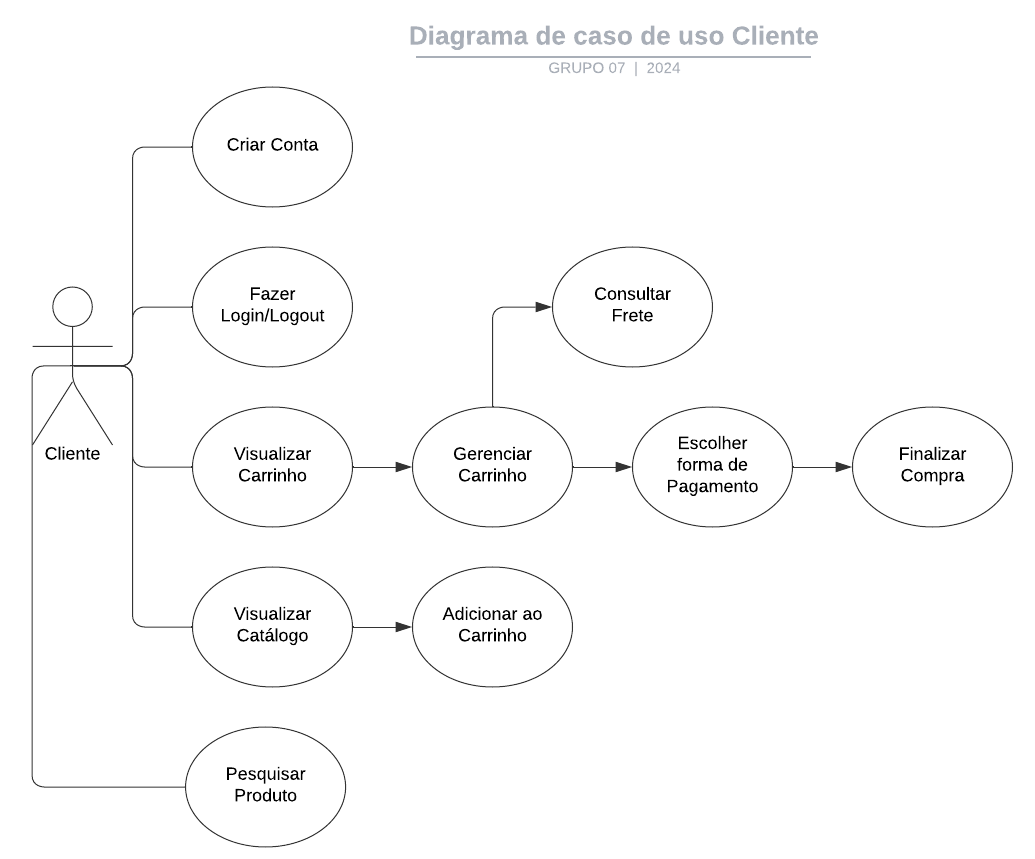 Diagrama de caso de uso Cliente
GRUPO 07 | 2024
Criar Conta
Fazer
Login/Logout
Consultar
Frete
Cliente
Visualizar
Carrinho
Gerenciar
Carrinho
Escolher
forma de
Pagamento
Finalizar
Compra
Visualizar
Catálogo
Adicionar ao
Carrinho
Pesquisar
Produto